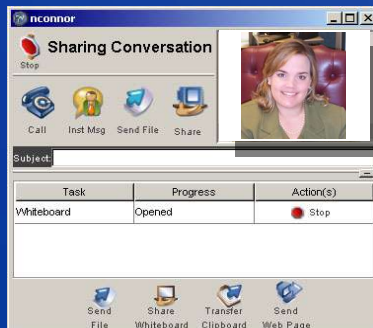 nconnor
Sharing Conversation
Stop
Call Inst Msg Send File Share
Subject:
Task Progress Action(s)
Whiteboard Opened Stop
Send Share Transfer Send
File Whiteboard Clipboard Web Page